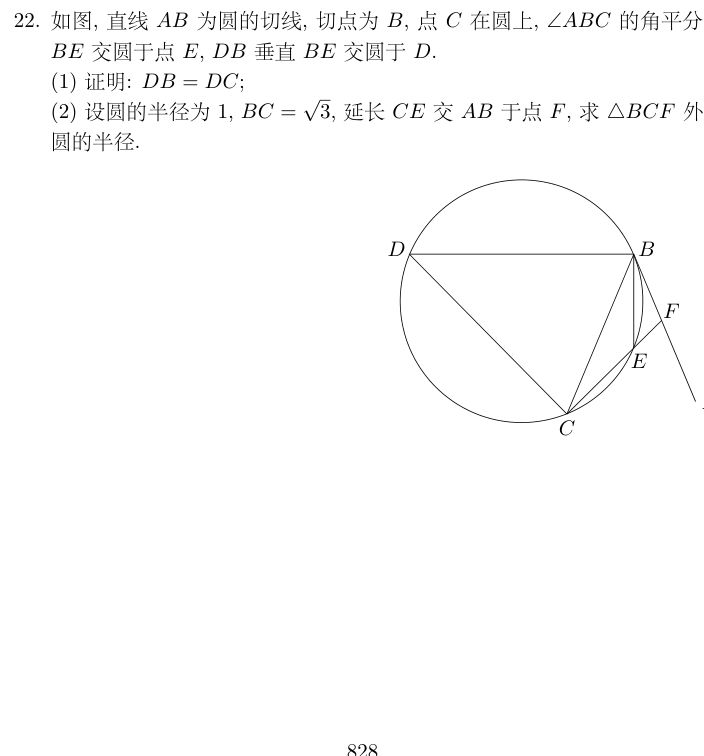 22. 如图, 直线 AB 为圆的切线, 切点为 B, 点 C 在圆上, ∠ABC 的角平分
BE 交圆于点 E, DB 垂直 BE 交圆于 D.
(1) 证明: DB = DC;
(2) 设圆的半径为 1, BC = √3, 延长 CE 交 AB 于点 F, 求 △BCF 外
圆的半径.
D
B
F
E
C
828